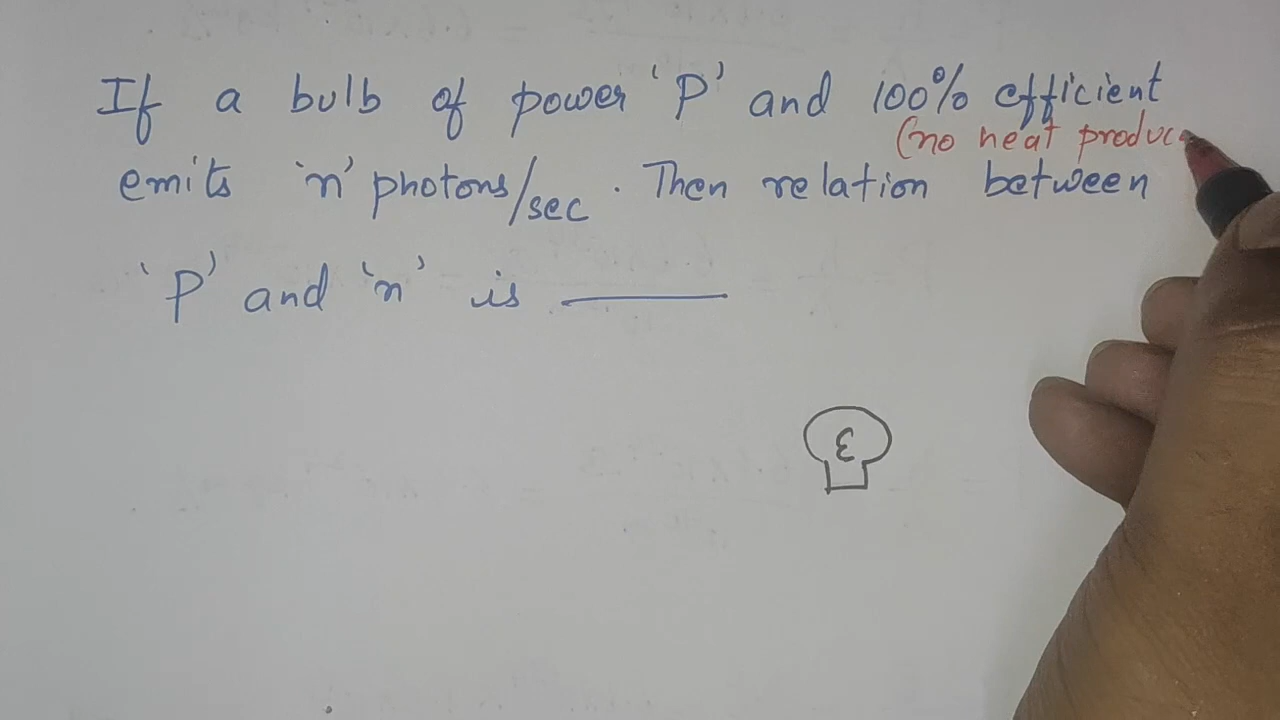 If a bulb of power 'P' and 100% efficient
(no heat produc
emits 'n' photons/sec. Then relation between
'P' and 'n' is ______
ε